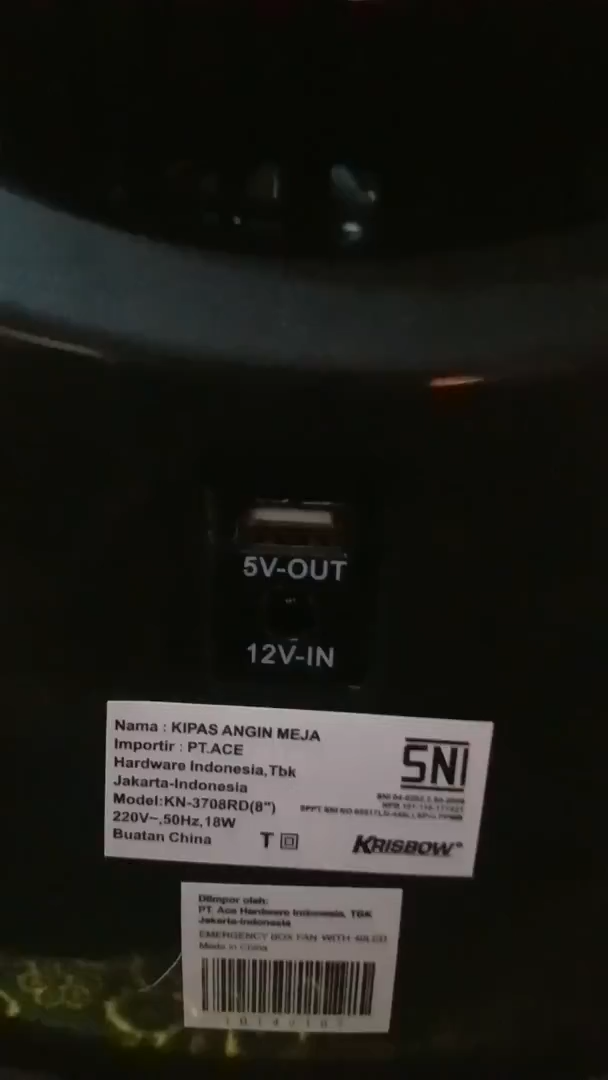 5V-OUT
12V-IN
Nama : KIPAS ANGIN MEJA
Importir : PT.ACE
Hardware Indonesia,Tbk
Jakarta-Indonesia
Model:KN-3708RD(8")
220V~,50Hz,18W
Buatan China
T
SNI
KRISBOW®
Diimpor oleh:
PT. Ace Hardware Indonesia, TBK
Jakarta-Indonesia
EMERGENCY BOX FAN WITH
Made in China